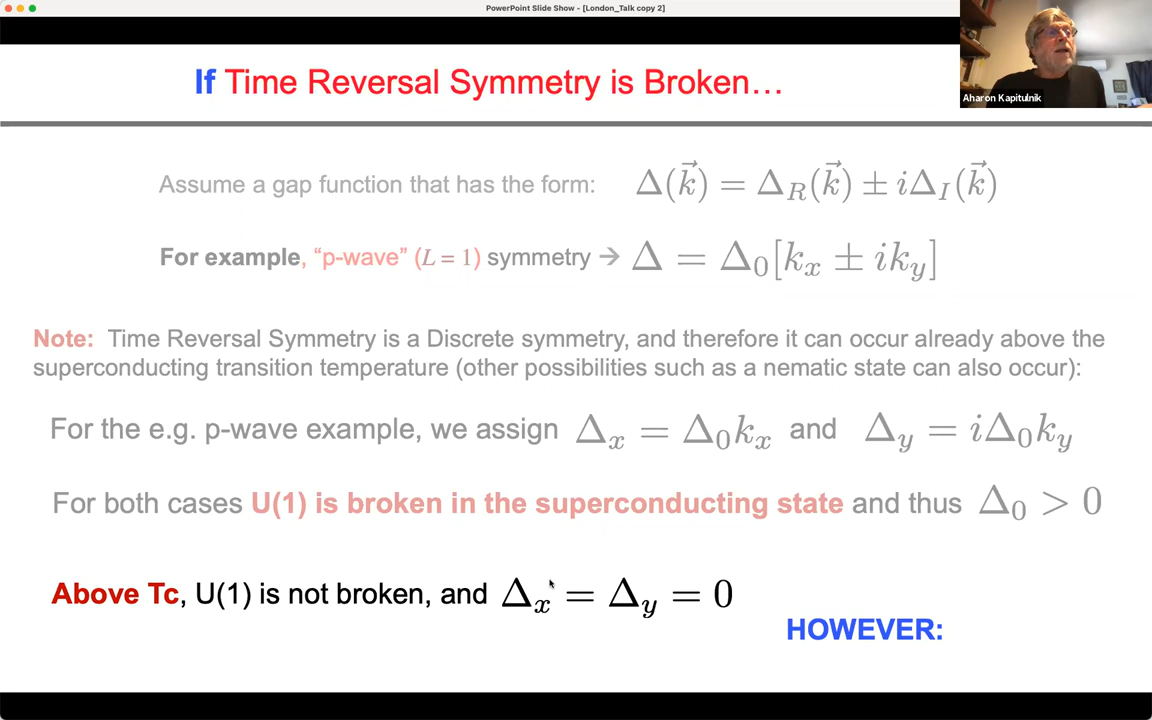 PowerPoint Slide Show - [London_Talk copy 2]
Aharon Kapitulnik
If Time Reversal Symmetry is Broken…
Assume a gap function that has the form: Δ(k⃗) = Δ_R(k⃗) ± iΔ_I(k⃗)
For example, “p-wave” (L = 1) symmetry → Δ = Δ₀[k_x ± ik_y]
Note: Time Reversal Symmetry is a Discrete symmetry, and therefore it can occur already above the
superconducting transition temperature (other possibilities such as a nematic state can also occur):
For the e.g. p-wave example, we assign Δ_x = Δ₀k_x and Δ_y = iΔ₀k_y
For both cases U(1) is broken in the superconducting state and thus Δ₀ > 0
Above Tc, U(1) is not broken, and Δ_x = Δ_y = 0
HOWEVER: